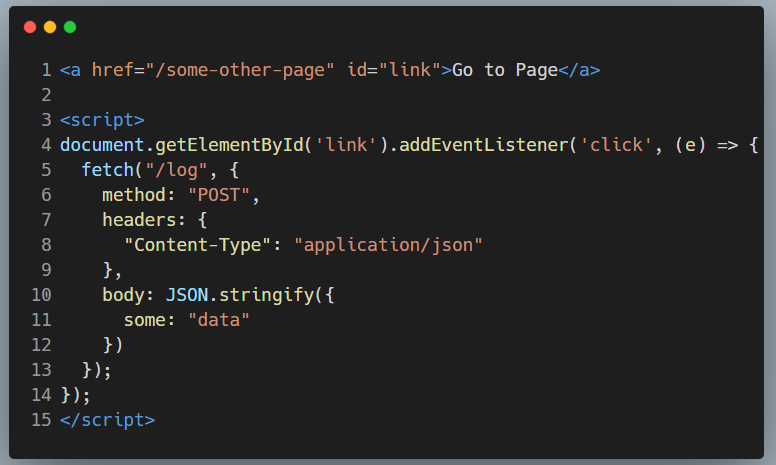 1 <a href="/some-other-page" id="link">Go to Page</a>
2
3 <script>
4 document.getElementById('link').addEventListener('click', (e) => {
5   fetch("/log", {
6     method: "POST",
7     headers: {
8       "Content-Type": "application/json"
9     },
10     body: JSON.stringify({
11       some: "data"
12     })
13   });
14 });
15 </script>